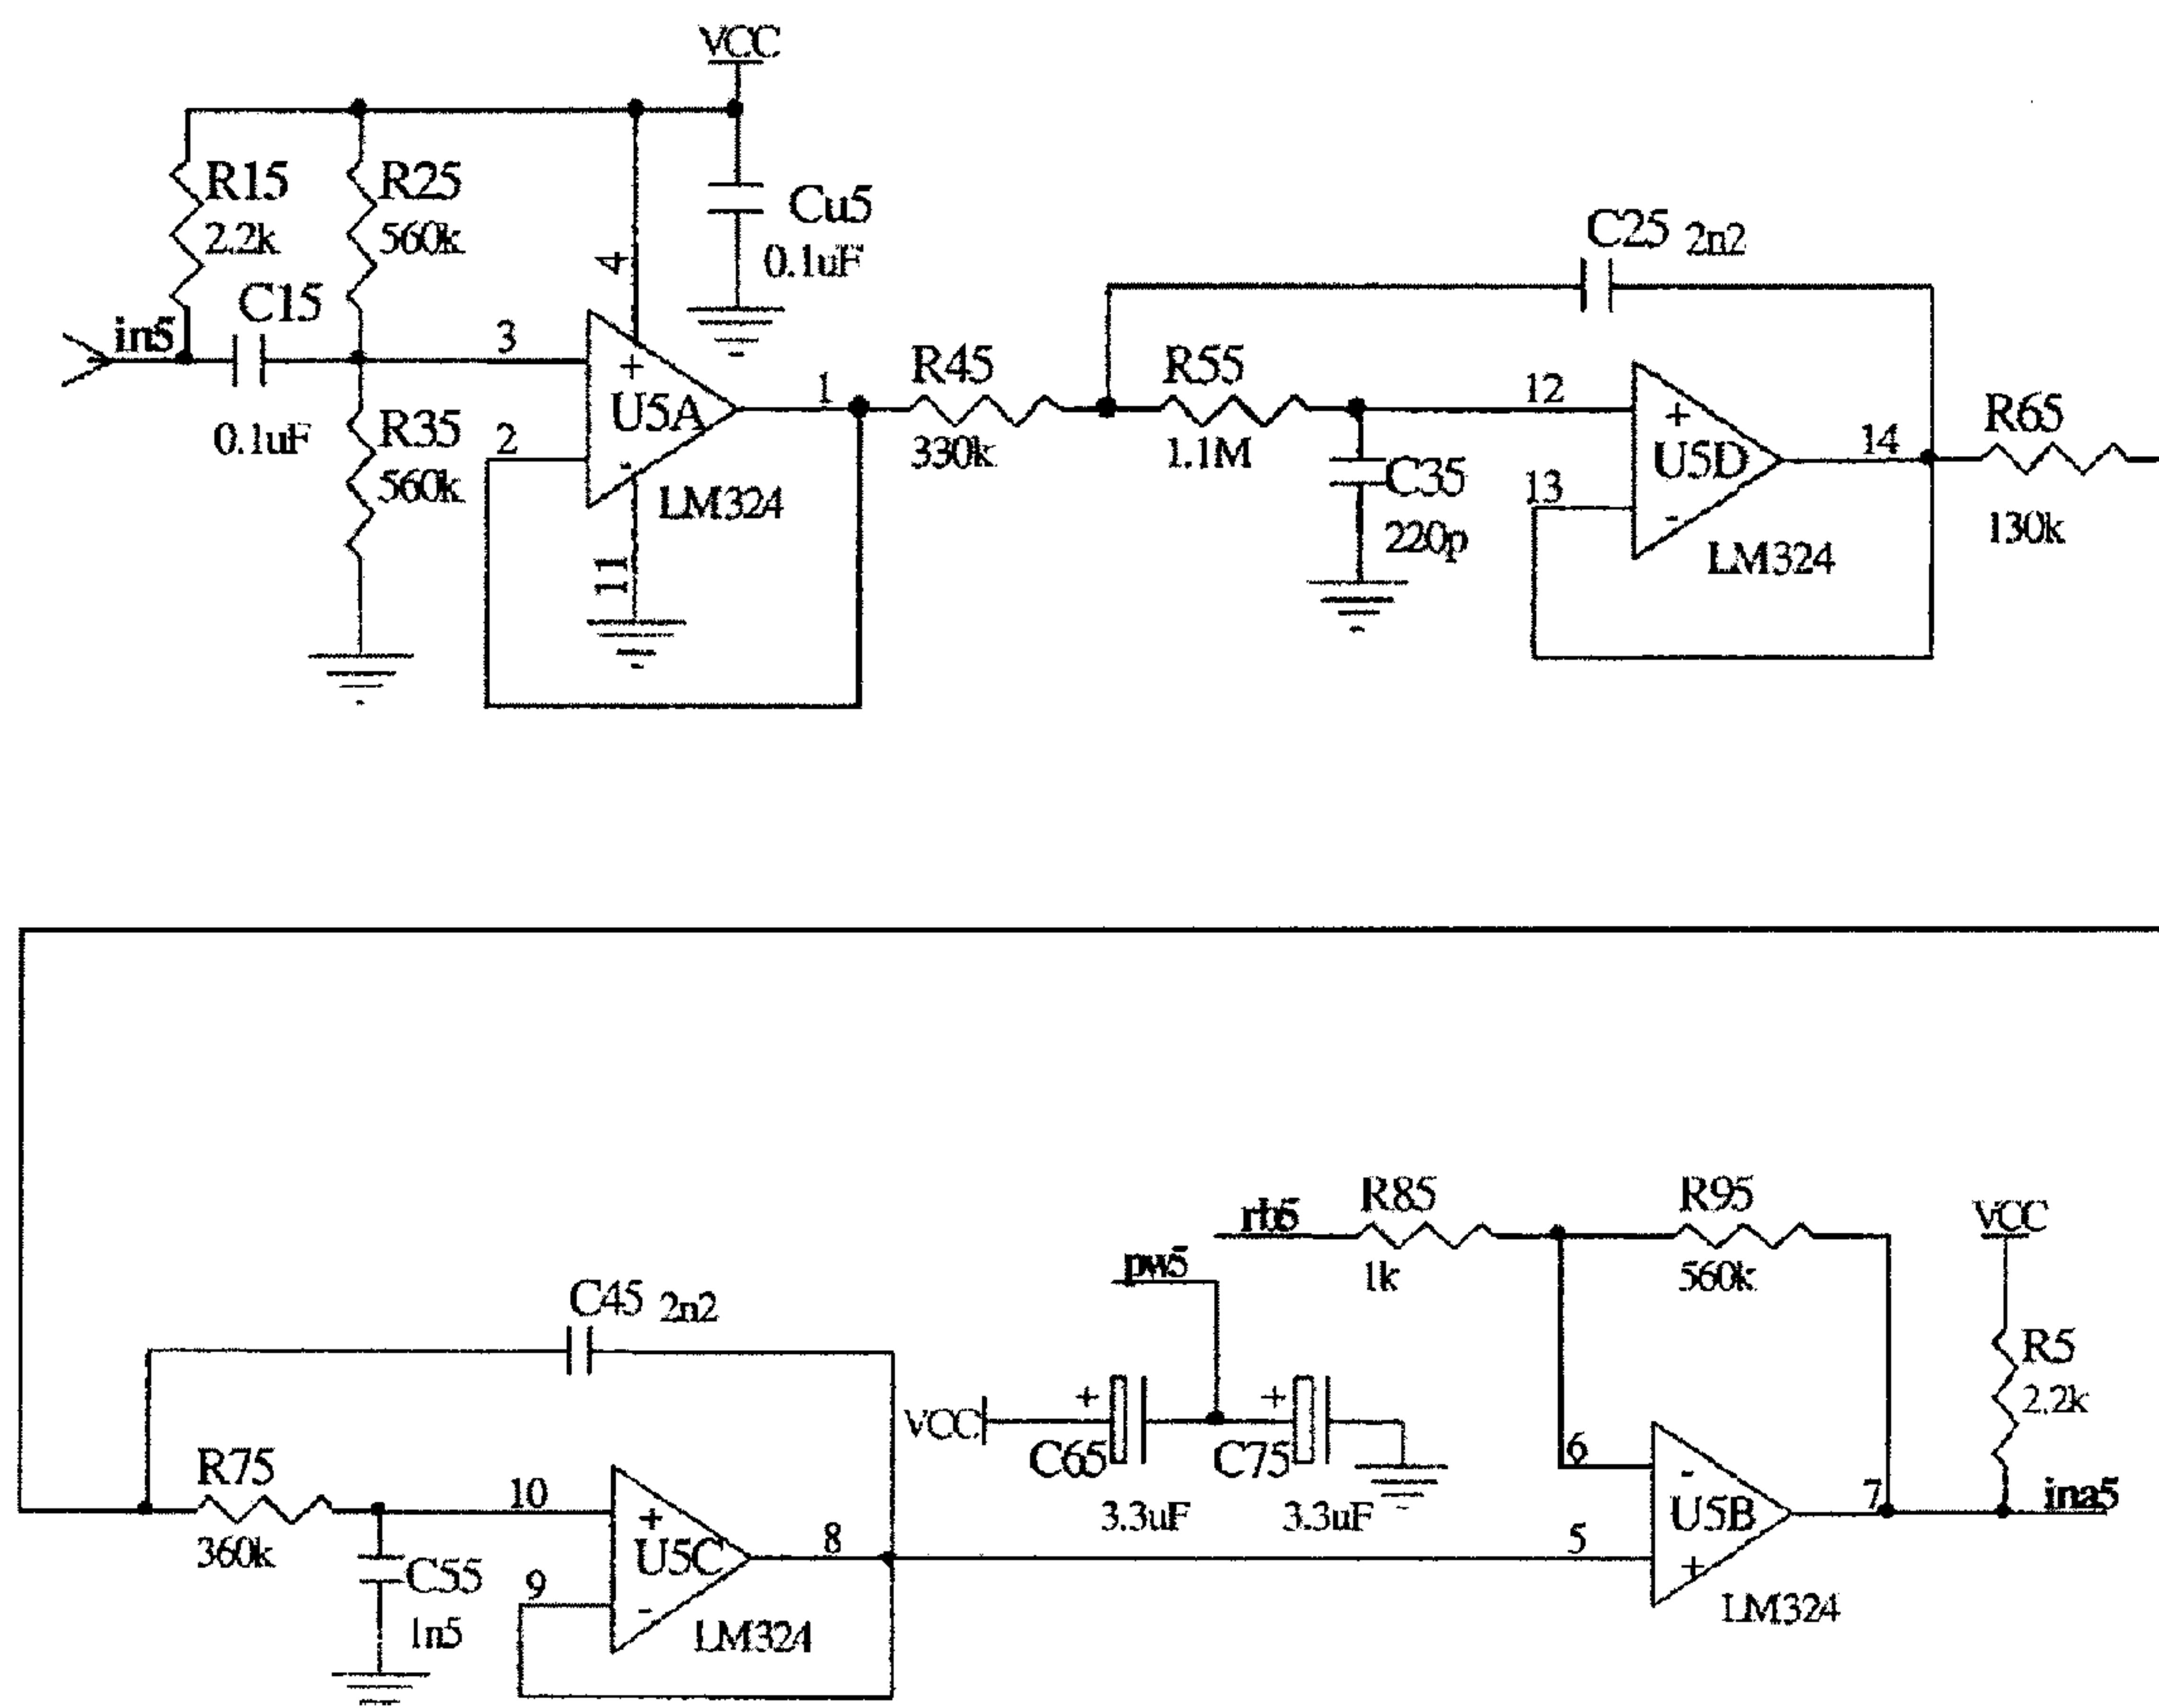 VCC
R15
2.2k
R25
560k
Cu5
0.1uF
4
in5
C15
0.1uF
3
+
U5A
-
2
1
LM324
R35
560k
11
R45
330k
R55
1.1M
C25 2n2
C35
220p
12
+
U5D
-
13
14
LM324
R65
130k
C45 2n2
R75
360k
C55
1n5
10
+
U5C
-
9
8
LM324
rb5
R85
1k
R95
560k
pw5
VCC
+
C65
3.3uF
+
C75
3.3uF
6
-
U5B
+
5
7
LM324
VCC
R5
2.2k
ina5